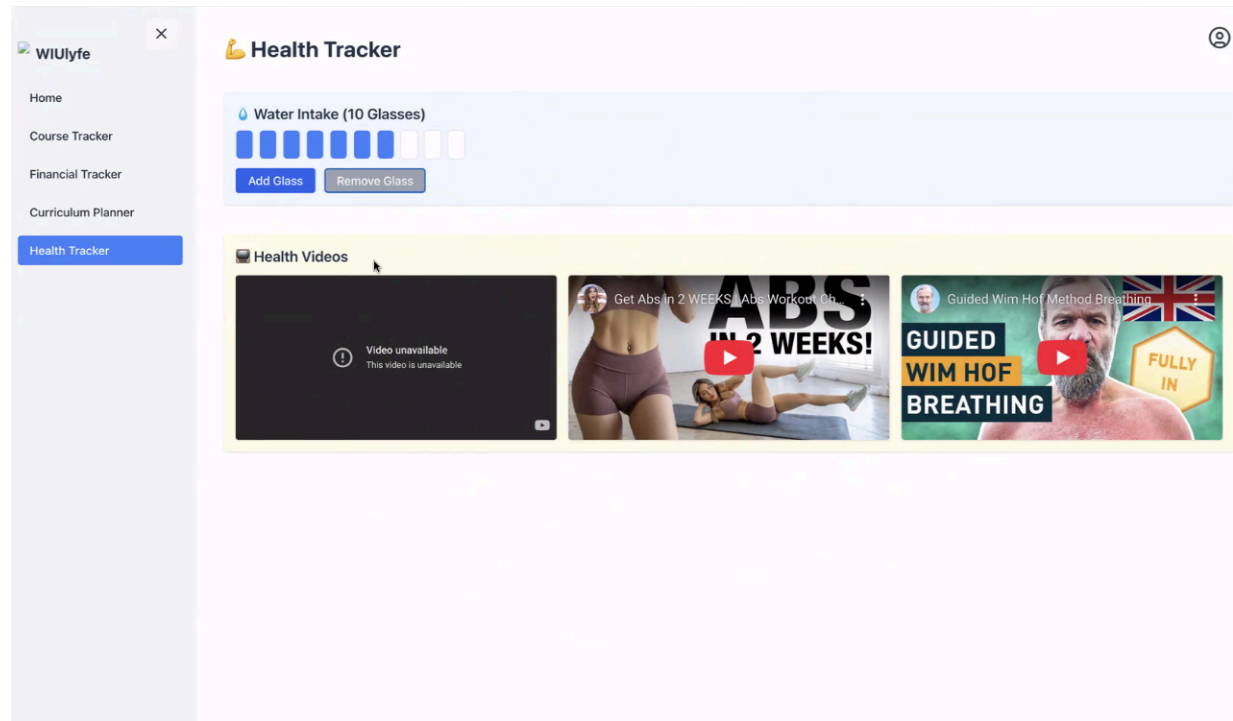 WIUlyfe
Home
Course Tracker
Financial Tracker
Curriculum Planner
Health Tracker
💪 Health Tracker
💧 Water Intake (10 Glasses)
Add Glass
Remove Glass
Health Videos
Video unavailable
This video is unavailable
Get Abs in 2 WEEKS | Abs Workout Ch...
ABS
IN 2 WEEKS!
Guided Wim Hof Method Breathing
GUIDED
WIM HOF
BREATHING
FULLY
IN